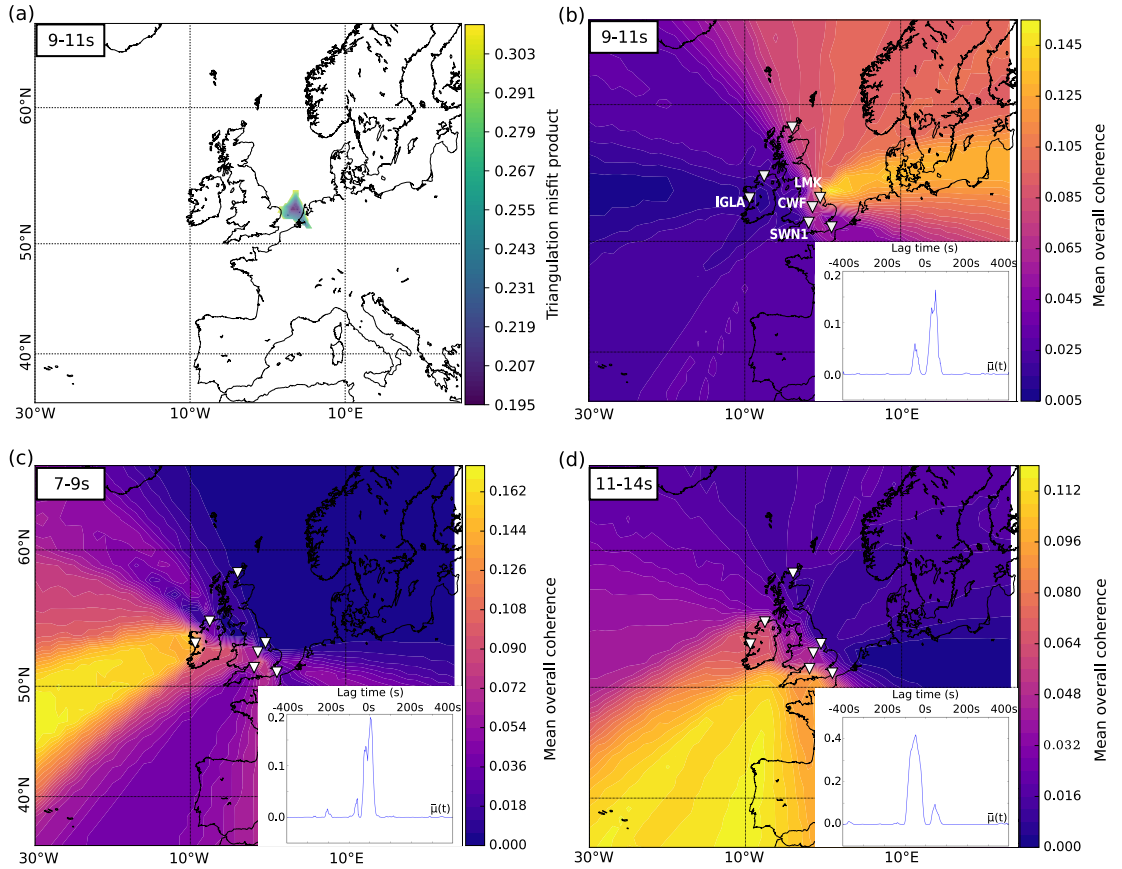 (a)
9-11s
60°N
50°N
40°N
30°W
10°W
10°E
0.303
0.291
0.279
0.267
0.255
0.243
0.231
0.219
0.207
0.195
Triangulation misfit product
(b)
9-11s
LMK
IGLA
CWF
SWN1
Lag time (s)
-400s
200s
0s
200s
400s
0.2
0.1
0.0
μ̅(t)
30°W
10°W
10°E
0.145
0.125
0.105
0.085
0.065
0.045
0.025
0.005
Mean overall coherence
(c)
7-9s
60°N
50°N
40°N
Lag time (s)
-400s
200s
0s
200s
400s
0.2
0.1
0.0
μ̅(t)
30°W
10°W
10°E
0.162
0.144
0.126
0.108
0.090
0.072
0.054
0.036
0.018
0.000
Mean overall coherence
(d)
11-14s
Lag time (s)
-400s
200s
0s
200s
400s
0.4
0.2
0.0
μ̅(t)
30°W
10°W
10°E
0.112
0.096
0.080
0.064
0.048
0.032
0.016
0.000
Mean overall coherence